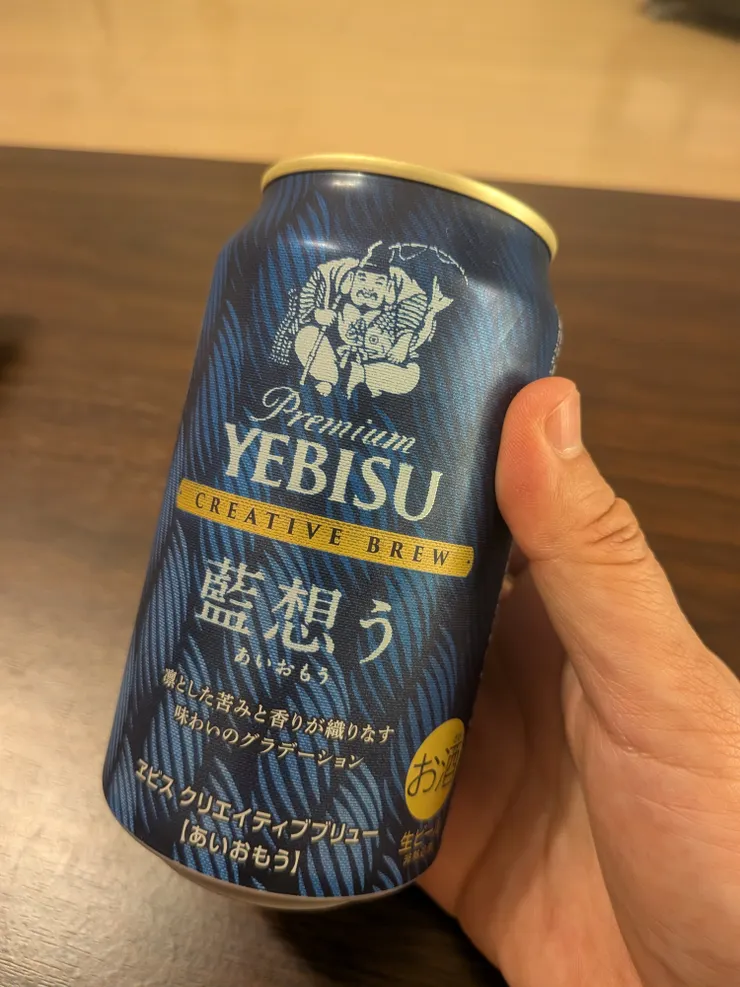 Premium
YEBISU
CREATIVE BREW
藍想う
あいおもう
凛とした苦みと香りが織りなす
味わいのグラデーション
ヱビス クリエイティブブリュー
【あいおもう】
お酒
生ビール